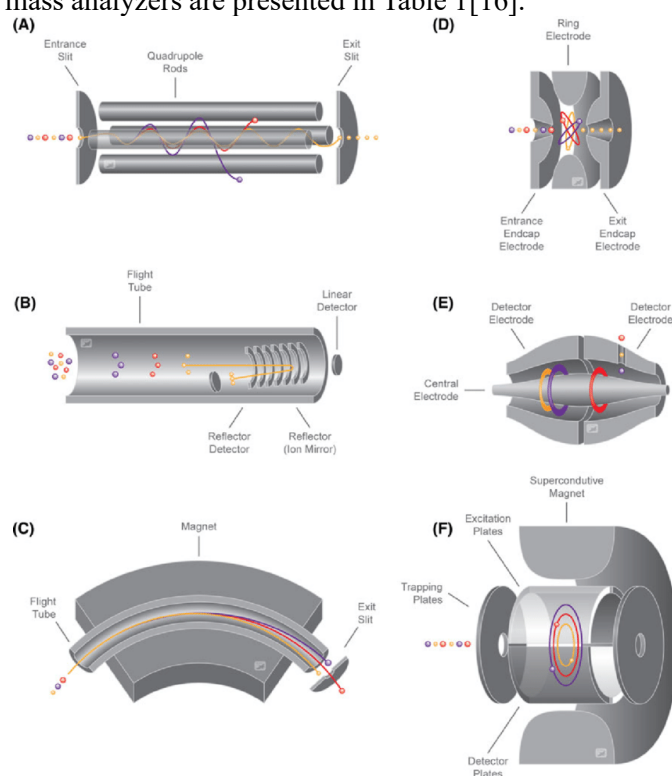 mass analyzers are presented in Table 1[16].
(A)
Entrance
Slit
Quadrupole
Rods
Exit
Slit
(D)
Ring
Electrode
Entrance
Endcap
Electrode
Exit
Endcap
Electrode
(B)
Flight
Tube
Linear
Detector
Reflector
Detector
Reflector
(Ion Mirror)
(E)
Detector
Electrode
Detector
Electrode
Central
Electrode
(C)
Magnet
Flight
Tube
Exit
Slit
(F)
Supercondutive
Magnet
Excitation
Plates
Trapping
Plates
Detector
Plates